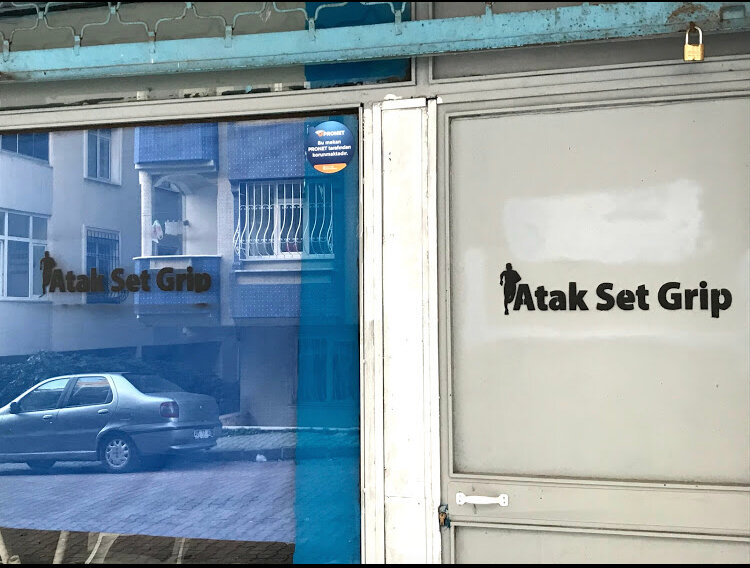 PRONET
Bu mekan
PRONET tarafından
korunmaktadır.
Atak Set Grip
Atak Set Grip